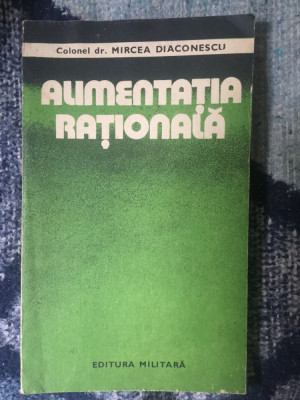 Colonel dr. MIRCEA DIACONESCU
ALIMENTAȚIA
RAȚIONALĂ
EDITURA MILITARĂ